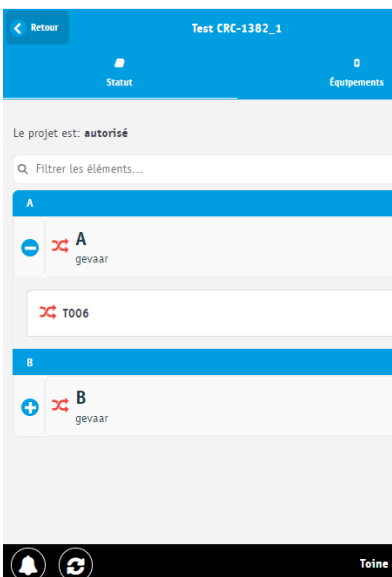 Retour
Test CRC-1382_1
Statut
Équipements
Le projet est: autorisé
Filtrer les éléments...
A
A
gevaar
T006
B
B
gevaar
Toine